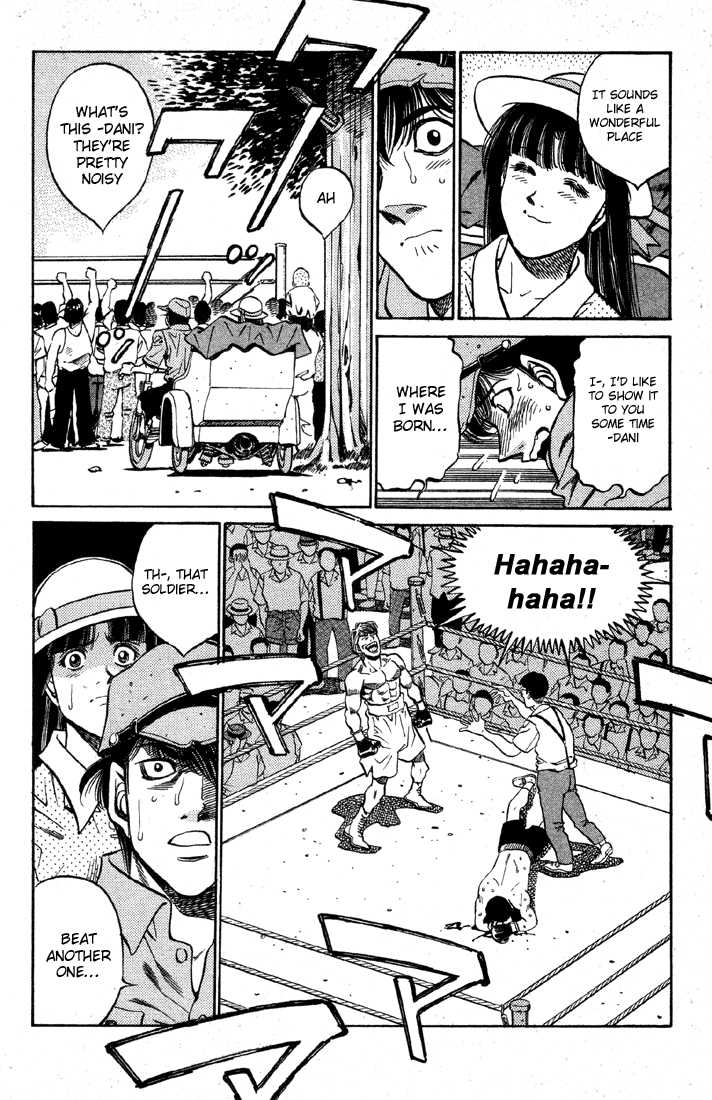 IT SOUNDS
LIKE A
WONDERFUL
PLACE
I-, I'D LIKE
TO SHOW
IT TO YOU
SOME TIME
-DANI
WHERE
I WAS
BORN...
AH
WHAT'S
THIS -DANI?
THEY'RE
PRETTY
NOISY
Hahaha-
haha!!
TH-, THAT
SOLDIER...
BEAT
ANOTHER
ONE...